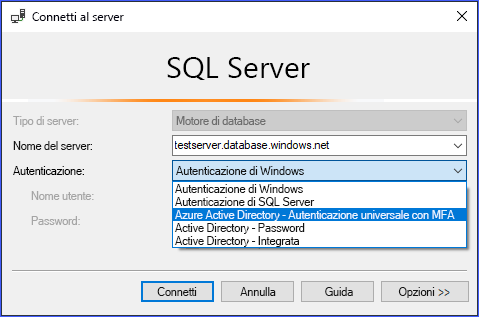 Connetti al server
SQL Server
Tipo di server: Motore di database
Nome del server: testserver.database.windows.net
Autenticazione: Autenticazione di Windows
Autenticazione di Windows
Nome utente: Autenticazione di SQL Server
Azure Active Directory - Autenticazione universale con MFA
Password: Active Directory - Password
Active Directory - Integrata
Connetti Annulla Guida Opzioni >>